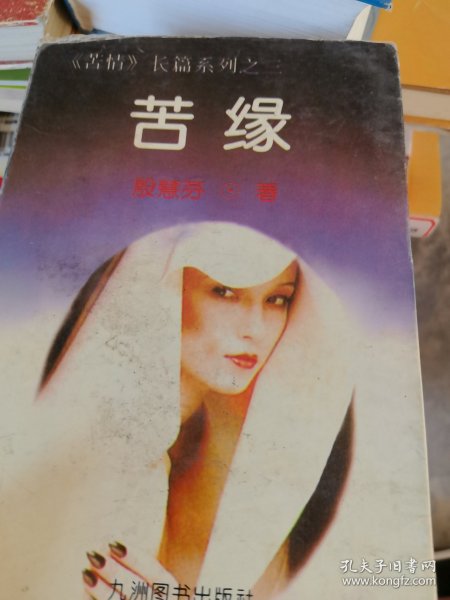 《苦情》长篇系列之三
苦缘
殷慧芬 著
九洲图书出版社
孔夫子旧书网
www.kongfz.com